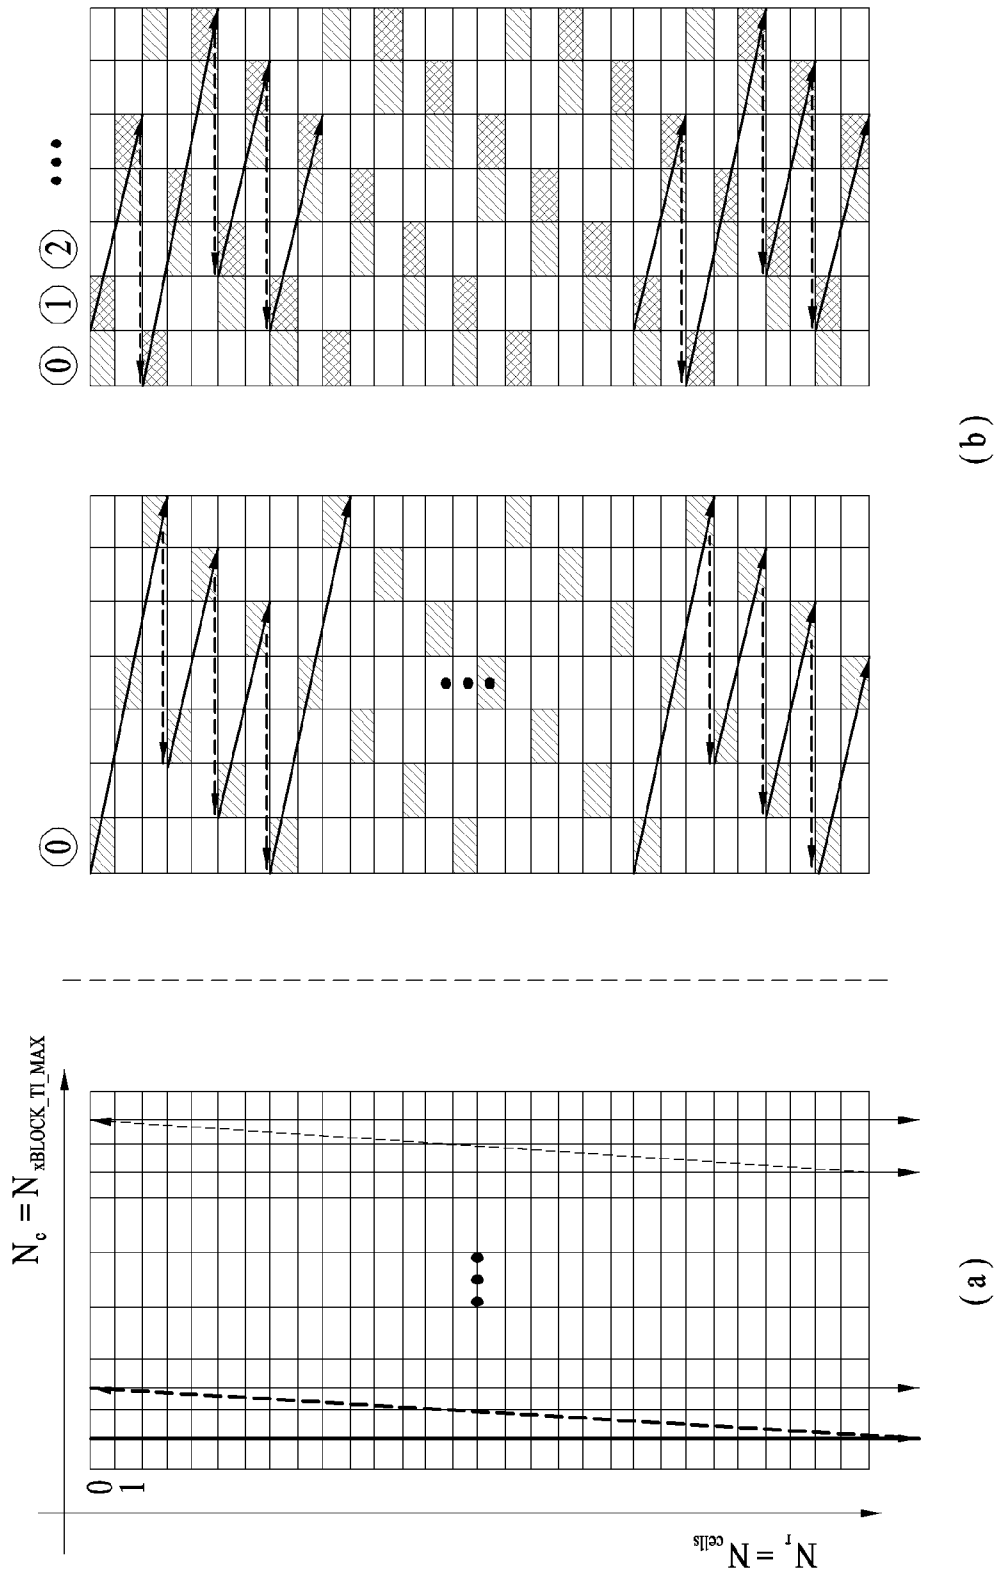 N_c = N_xBLOCK_TI_MAX
0
1
N_r = N_cells
(a)
0
0 1 2 •••
(b)